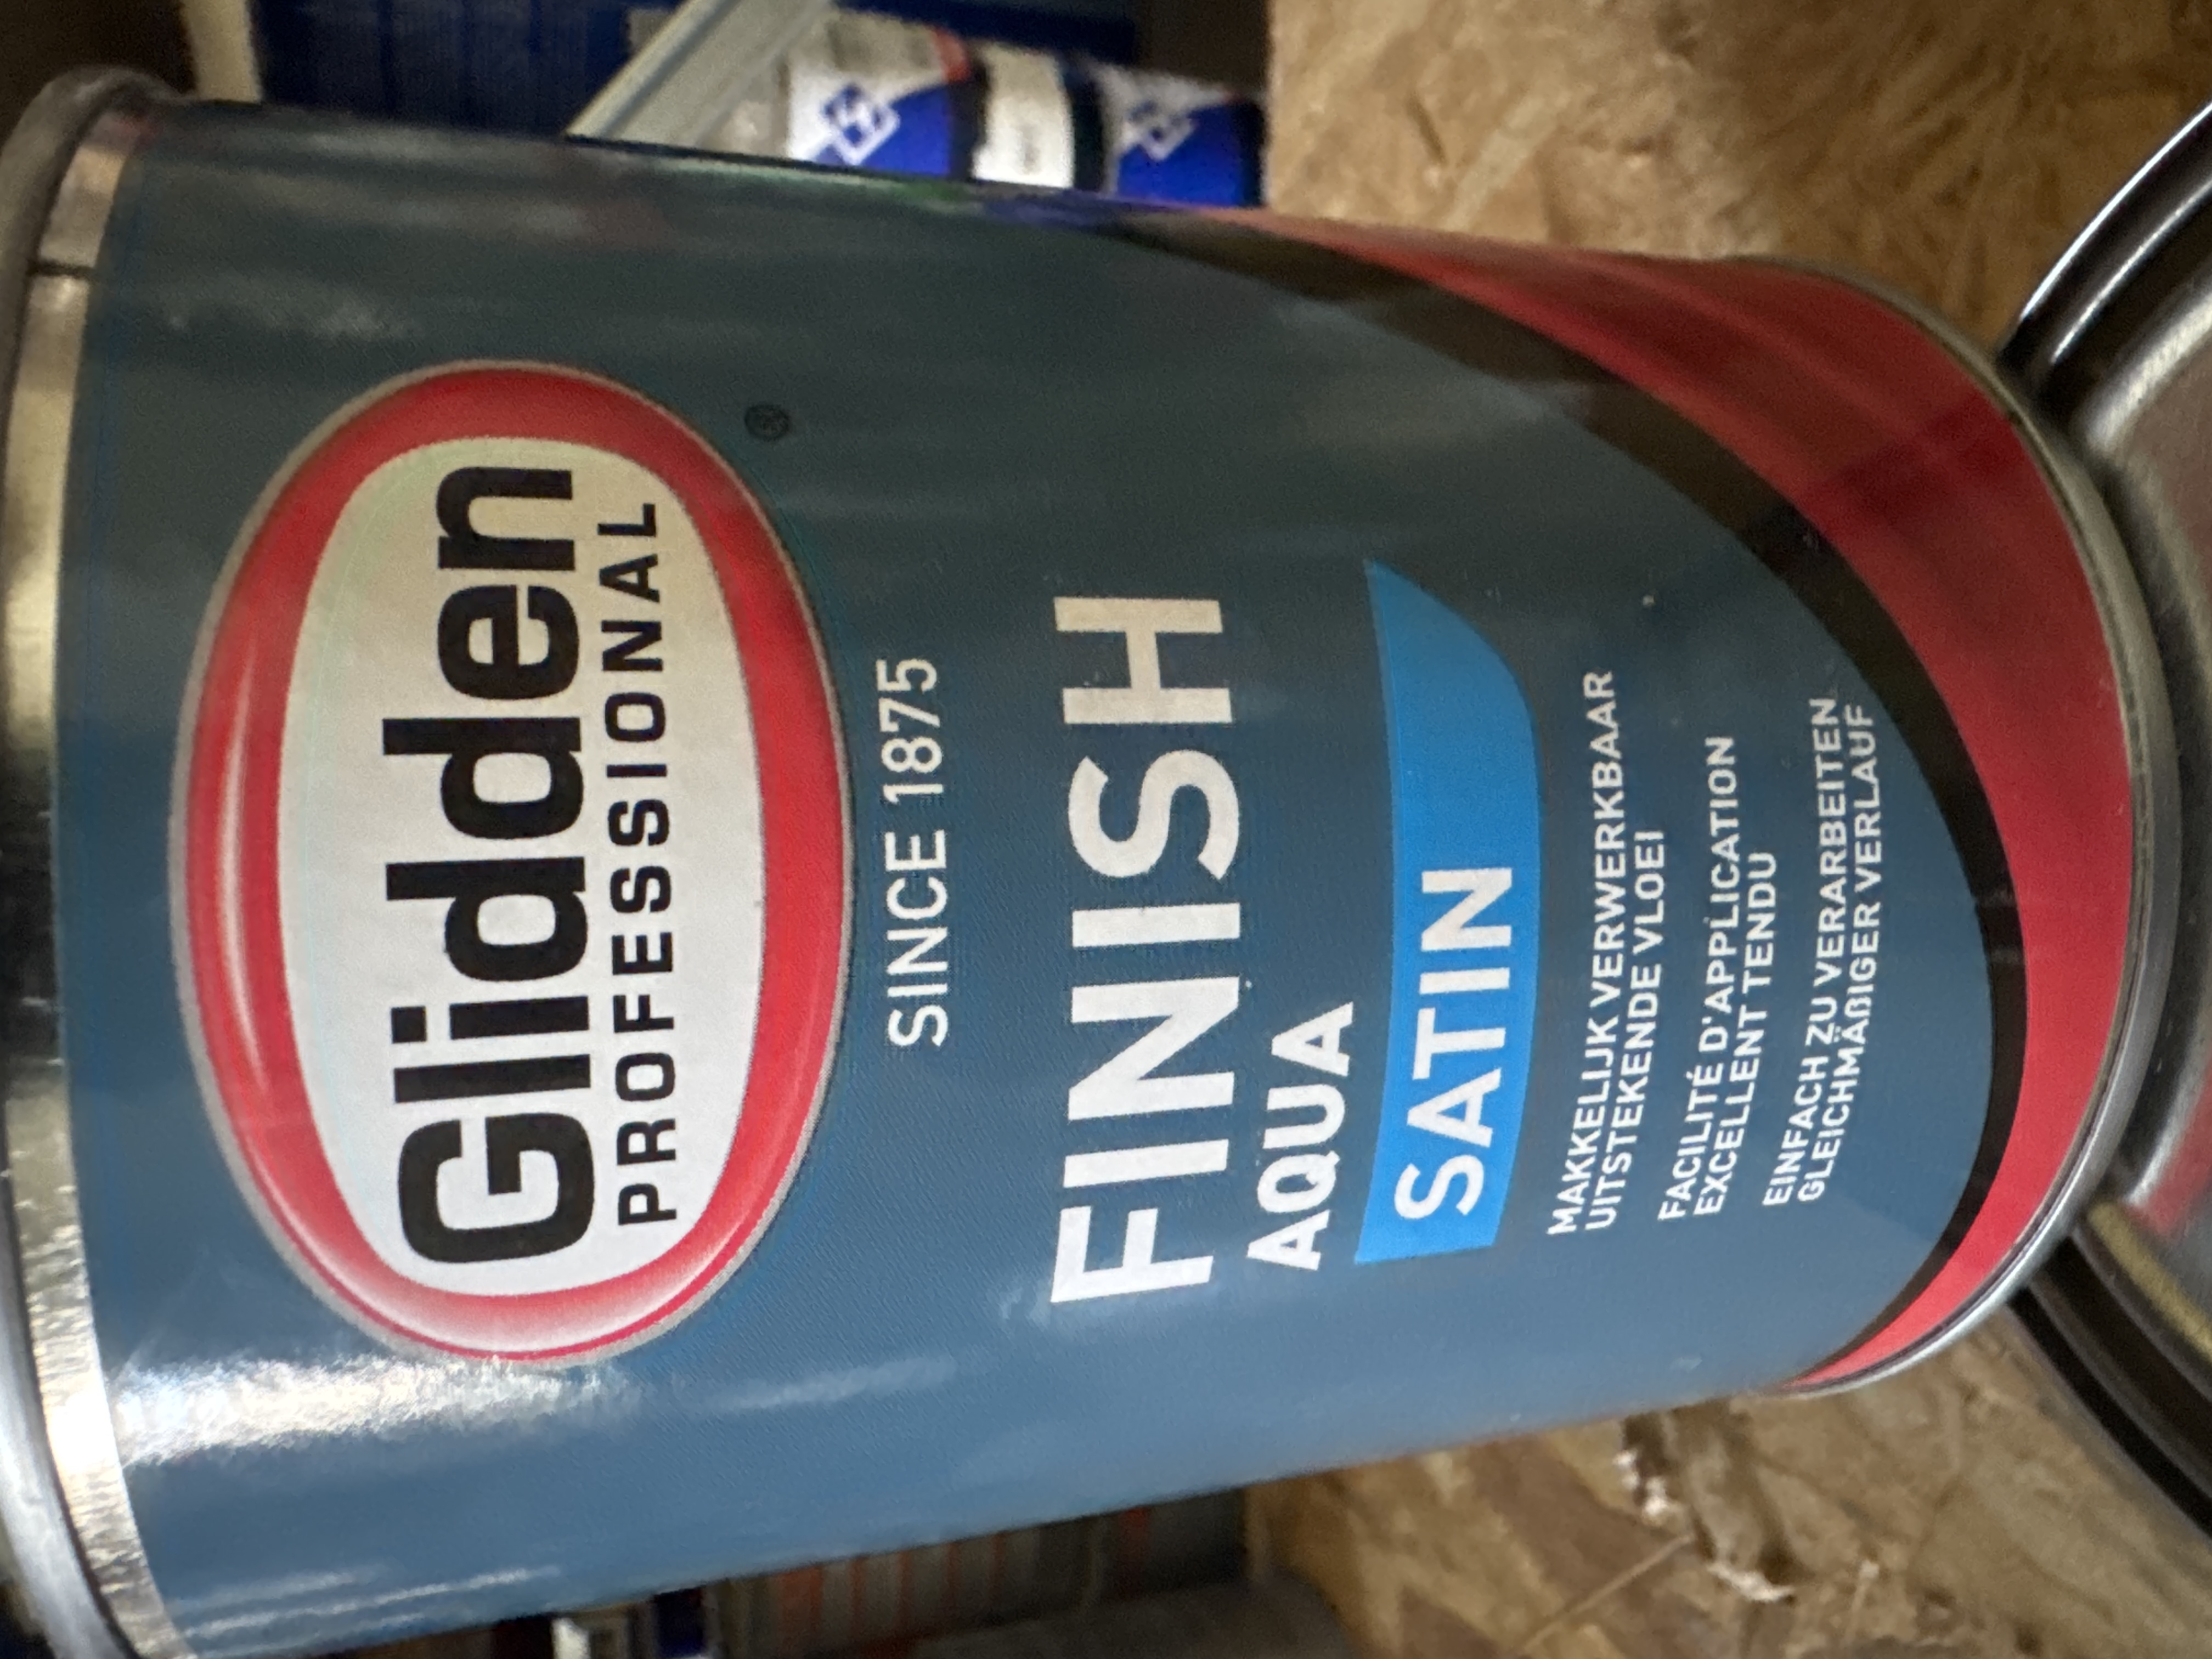 Glidden
PROFESSIONAL
®
SINCE 1875
FINISH
AQUA
SATIN
MAKKELIJK VERWERKBAAR
UITSTEKENDE VLOEI
FACILITÉ D'APPLICATION
EXCELLENT TENDU
EINFACH ZU VERARBEITEN
GLEICHMÄßIGER VERLAUF